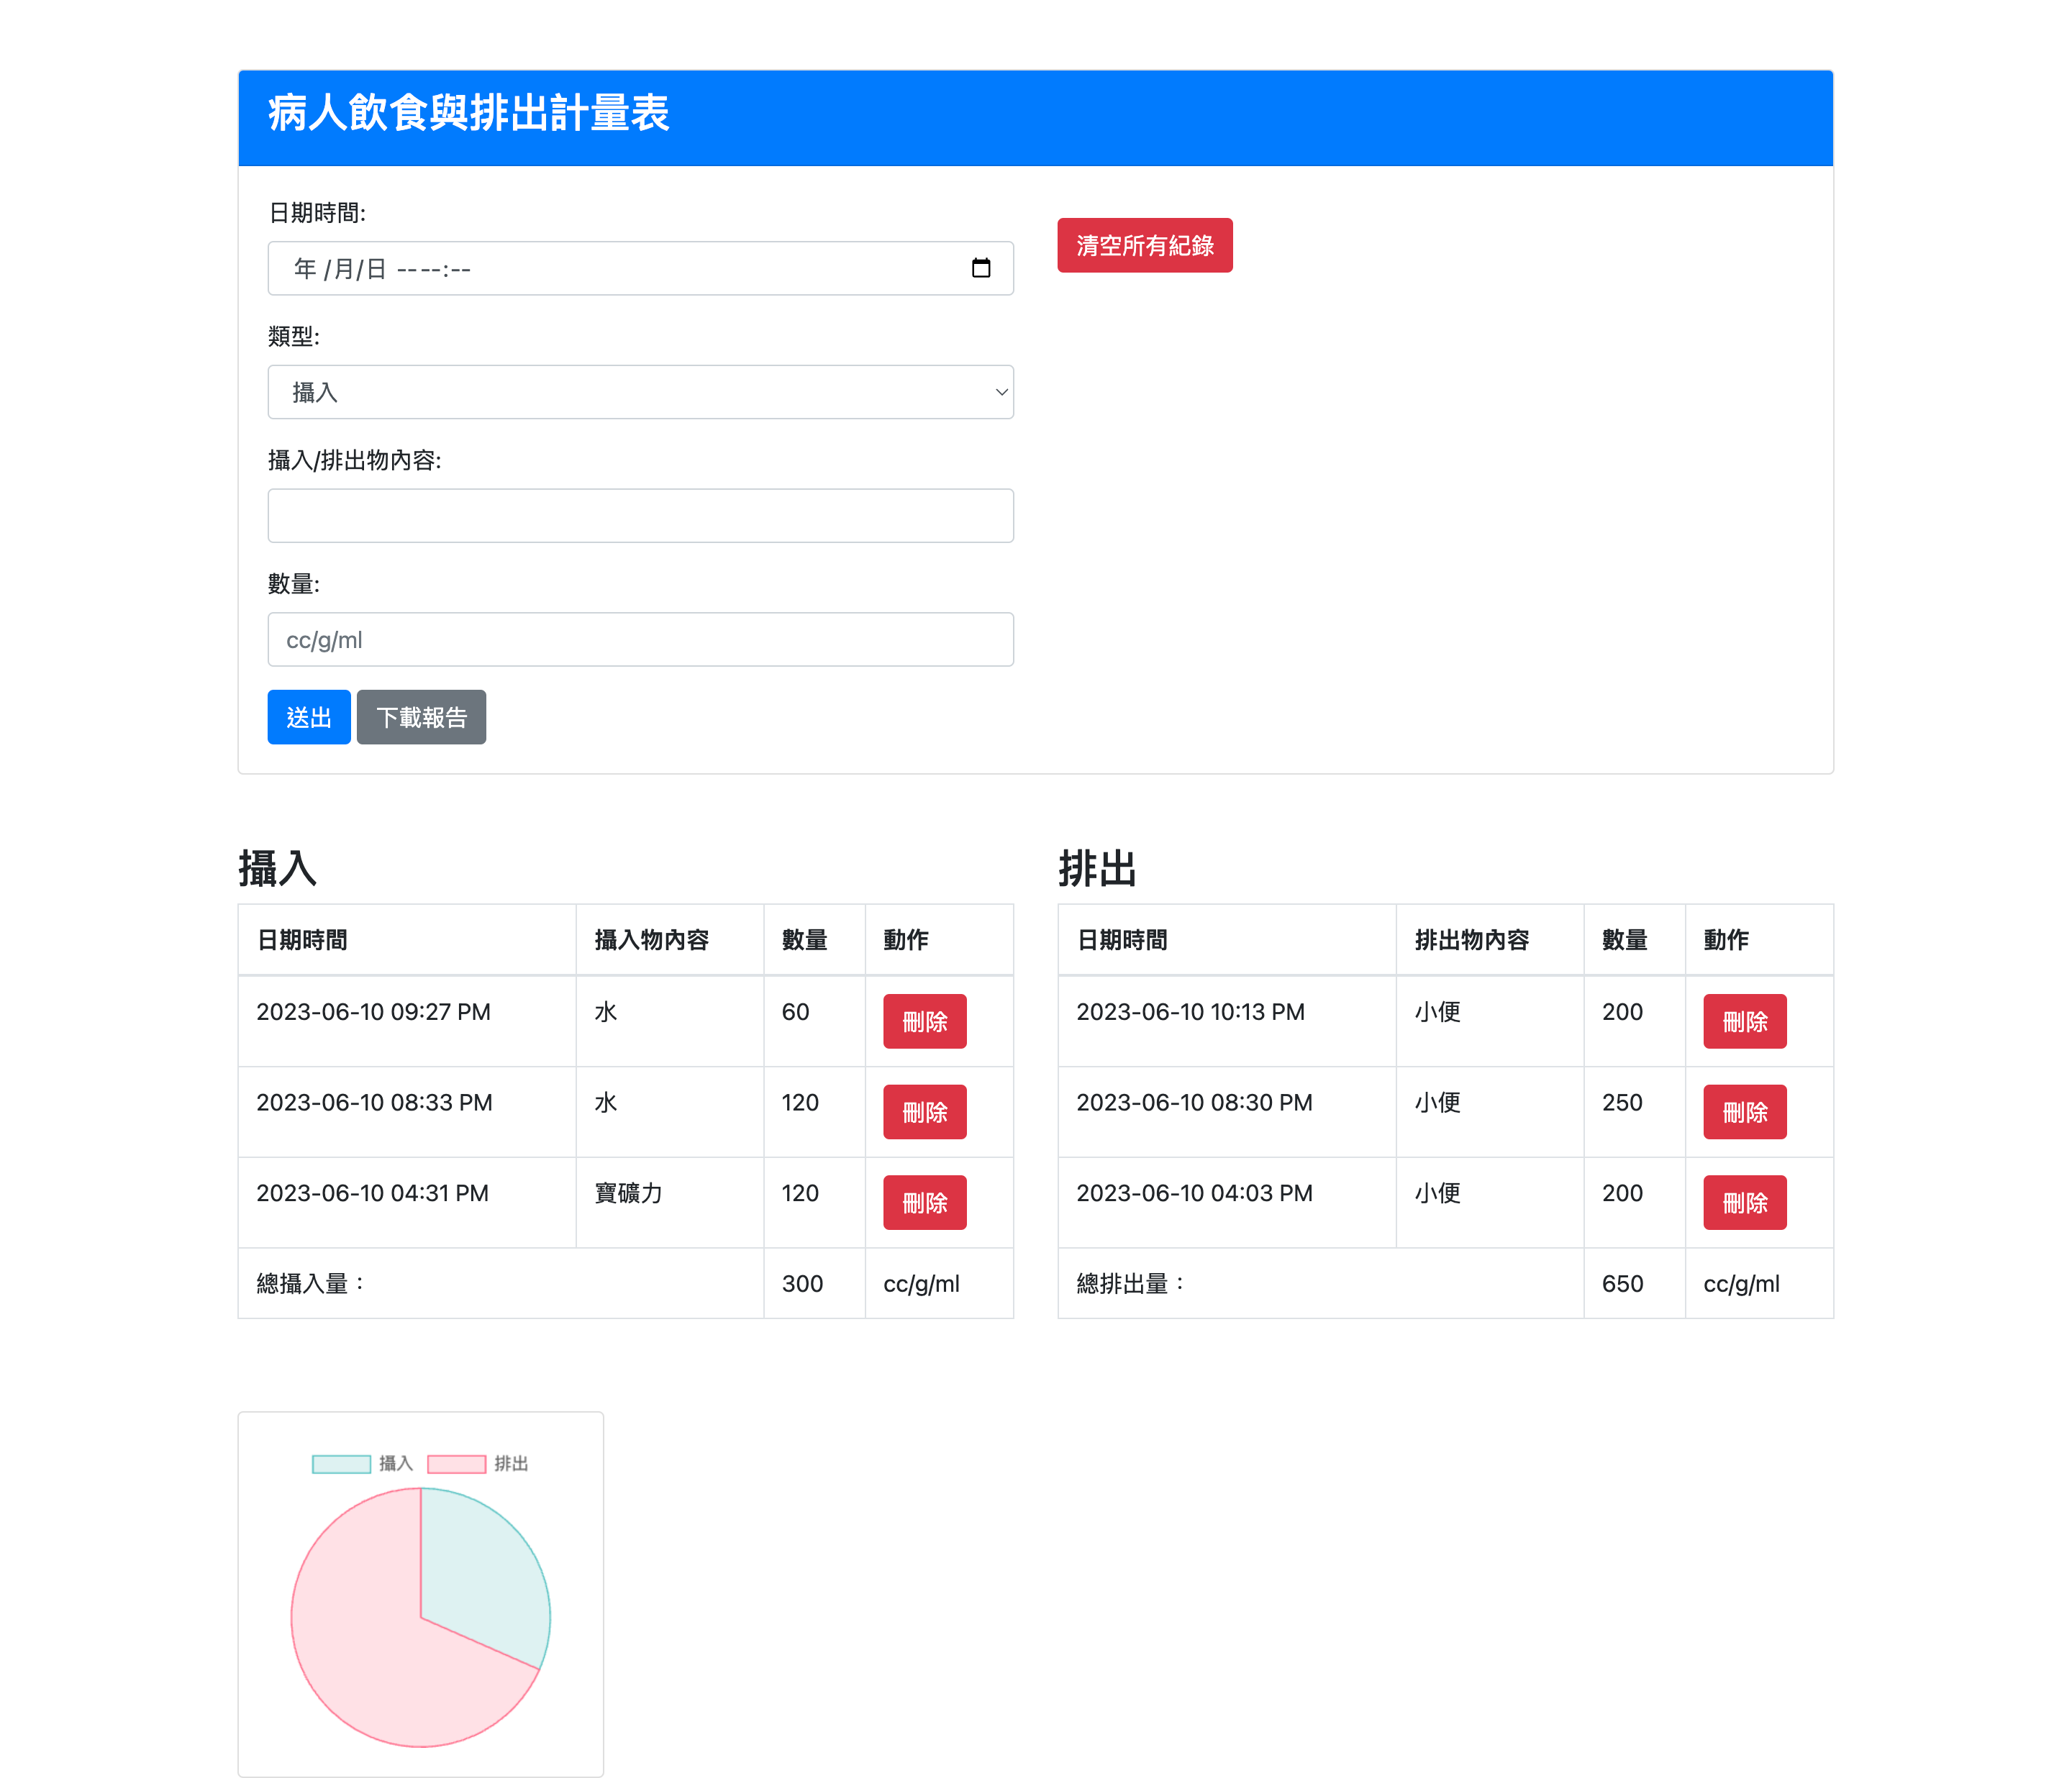 病人飲食與排出計量表
日期時間:
年 /月/日 ----:--
清空所有紀錄
類型:
攝入
攝入/排出物內容:
數量:
cc/g/ml
送出 下載報告
攝入
日期時間 攝入物內容 數量 動作
2023-06-10 09:27 PM 水 60 刪除
2023-06-10 08:33 PM 水 120 刪除
2023-06-10 04:31 PM 寶礦力 120 刪除
總攝入量： 300 cc/g/ml
排出
日期時間 排出物內容 數量 動作
2023-06-10 10:13 PM 小便 200 刪除
2023-06-10 08:30 PM 小便 250 刪除
2023-06-10 04:03 PM 小便 200 刪除
總排出量： 650 cc/g/ml
攝入 排出